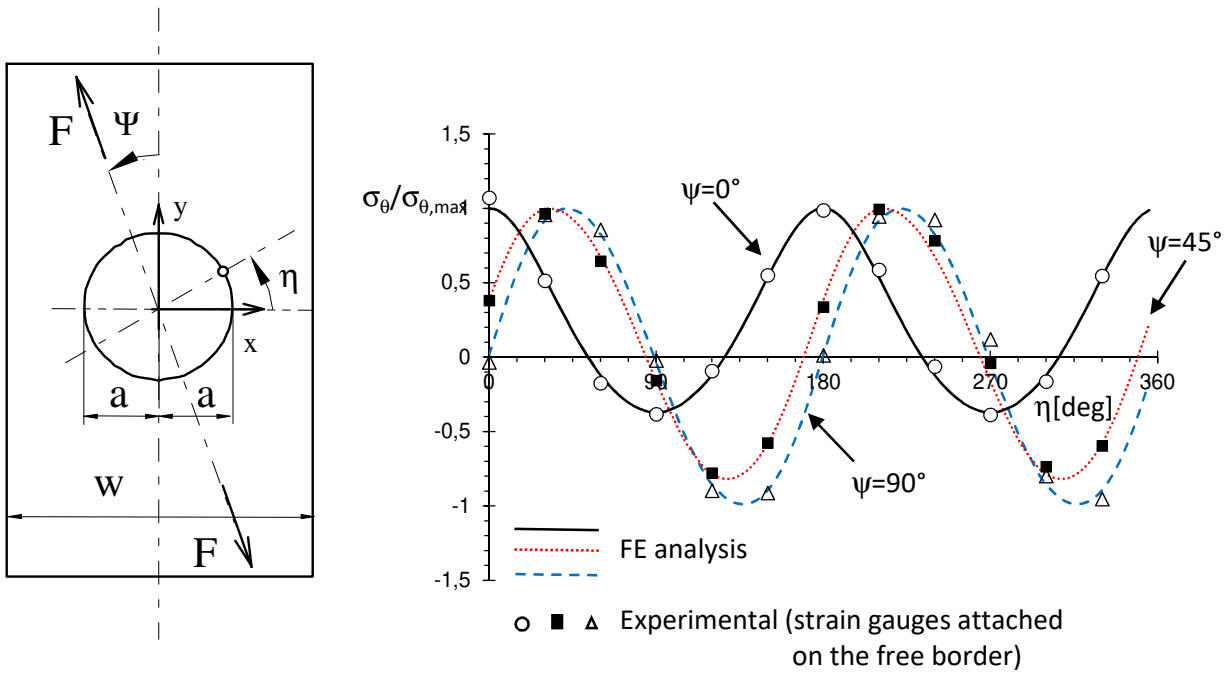 F
Ψ
y
η
x
a
a
w
F
1,5
σθ/σθ,max
1
0,5
0
-0,5
-1
-1,5
0
90
180
270
360
η[deg]
ψ=0°
ψ=45°
ψ=90°
FE analysis
Experimental (strain gauges attached
on the free border)